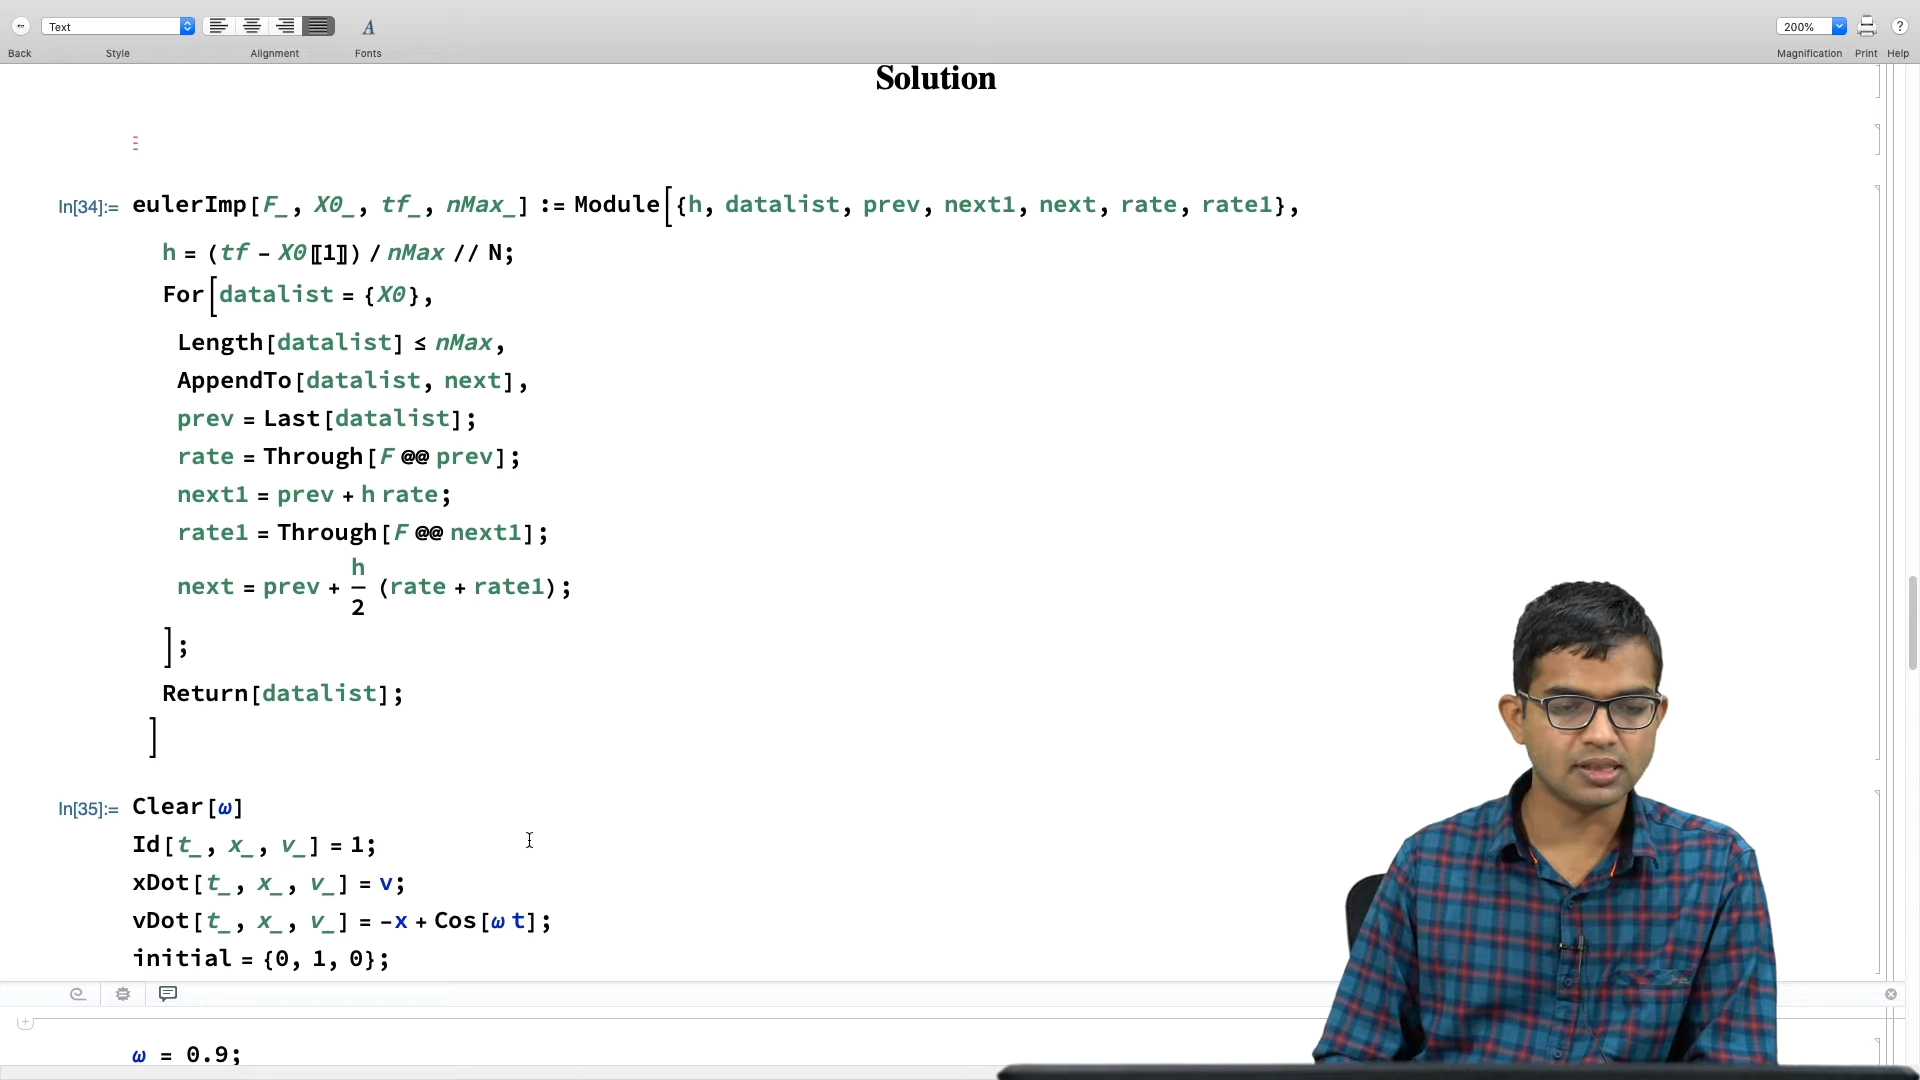 Text
200%
Back
Style
Alignment
Fonts
Magnification
Print
Help
Solution
In[34]:= eulerImp[F_, X0_, tf_, nMax_] := Module[{h, datalist, prev, next1, next, rate, rate1},
h = (tf - X0[[1]]) / nMax // N;
For[datalist = {X0},
Length[datalist] ≤ nMax,
AppendTo[datalist, next],
prev = Last[datalist];
rate = Through[F @@ prev];
next1 = prev + h rate;
rate1 = Through[F @@ next1];
next = prev + h/2 (rate + rate1);
];
Return[datalist];
]
In[35]:= Clear[ω]
Id[t_, x_, v_] = 1;
xDot[t_, x_, v_] = v;
vDot[t_, x_, v_] = -x + Cos[ω t];
initial = {0, 1, 0};
ω = 0.9;